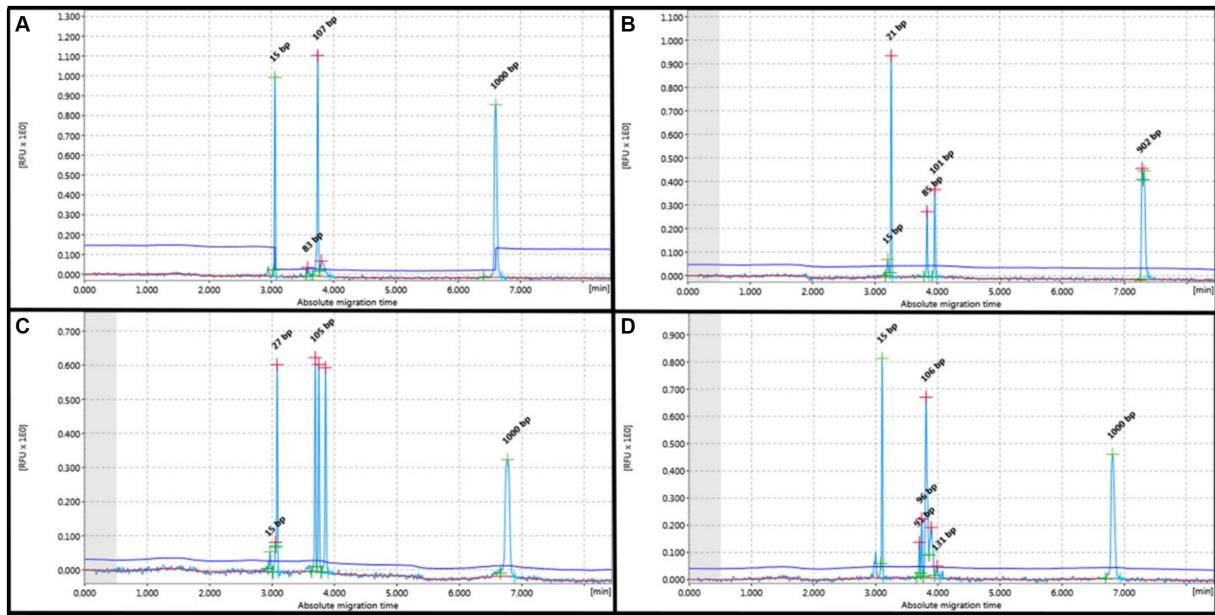 A
1.300
1.200
1.100
1.000
0.900
0.800
0.700
0.600
0.500
0.400
0.300
0.200
0.100
0.000
[RFU x 1E0]
15 bp
107 bp
83 bp
1000 bp
0.000 1.000 2.000 3.000 4.000 5.000 6.000 7.000 [min]
Absolute migration time
B
1.100
1.000
0.900
0.800
0.700
0.600
0.500
0.400
0.300
0.200
0.100
0.000
[RFU x 1E0]
21 bp
15 bp
85 bp
101 bp
902 bp
0.000 1.000 2.000 3.000 4.000 5.000 6.000 7.000 [min]
Absolute migration time
C
0.700
0.600
0.500
0.400
0.300
0.200
0.100
0.000
[RFU x 1E0]
27 bp
105 bp
15 bp
1000 bp
0.000 1.000 2.000 3.000 4.000 5.000 6.000 7.000 [min]
Absolute migration time
D
0.900
0.800
0.700
0.600
0.500
0.400
0.300
0.200
0.100
0.000
[RFU x 1E0]
15 bp
106 bp
96 bp
131 bp
1000 bp
0.000 1.000 2.000 3.000 4.000 5.000 6.000 7.000 [min]
Absolute migration time